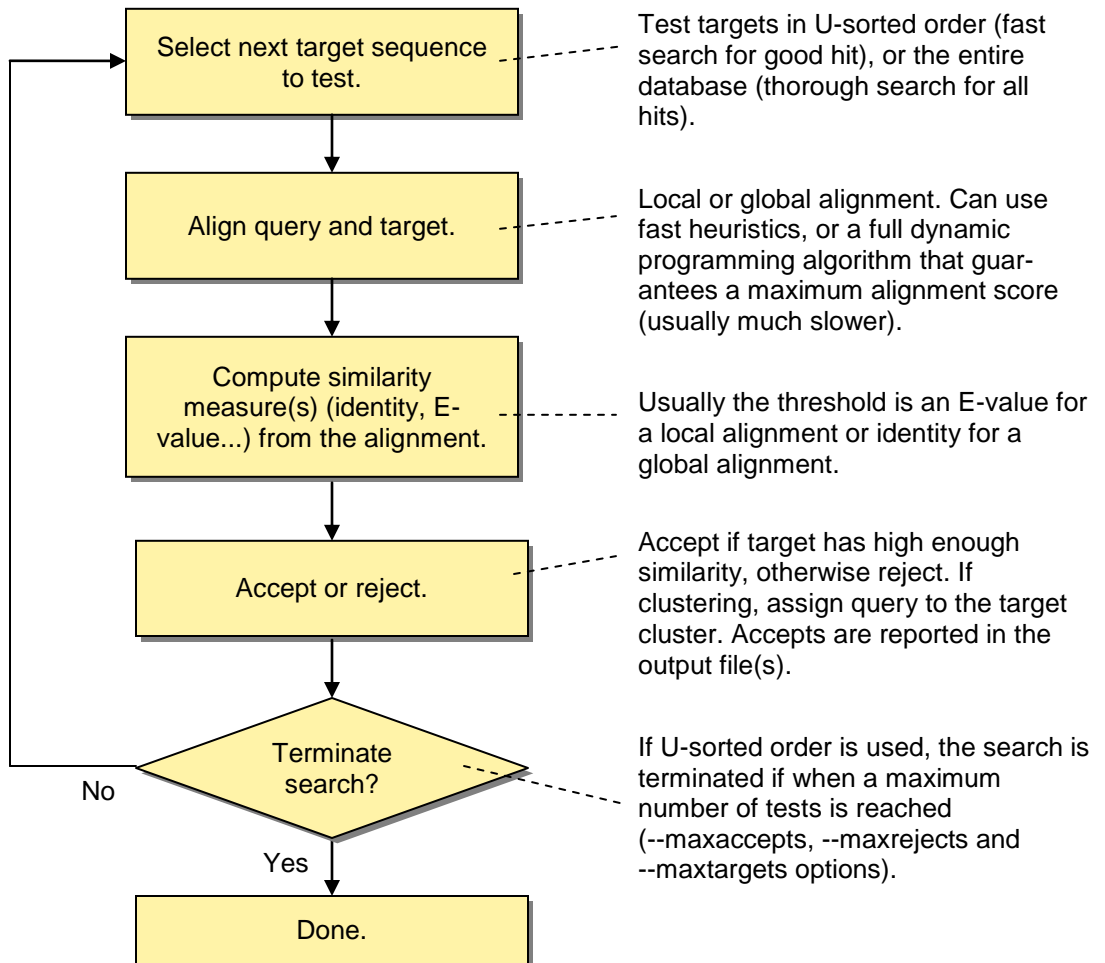 Select next target sequence
to test.
Test targets in U-sorted order (fast
search for good hit), or the entire
database (thorough search for all
hits).
Align query and target.
Local or global alignment. Can use
fast heuristics, or a full dynamic
programming algorithm that guar-
antees a maximum alignment score
(usually much slower).
Compute similarity
measure(s) (identity, E-
value...) from the alignment.
Usually the threshold is an E-value for
a local alignment or identity for a
global alignment.
Accept or reject.
Accept if target has high enough
similarity, otherwise reject. If
clustering, assign query to the target
cluster. Accepts are reported in the
output file(s).
Terminate
search?
No
Yes
If U-sorted order is used, the search is
terminated if when a maximum
number of tests is reached
(--maxaccepts, --maxrejects and
--maxtargets options).
Done.